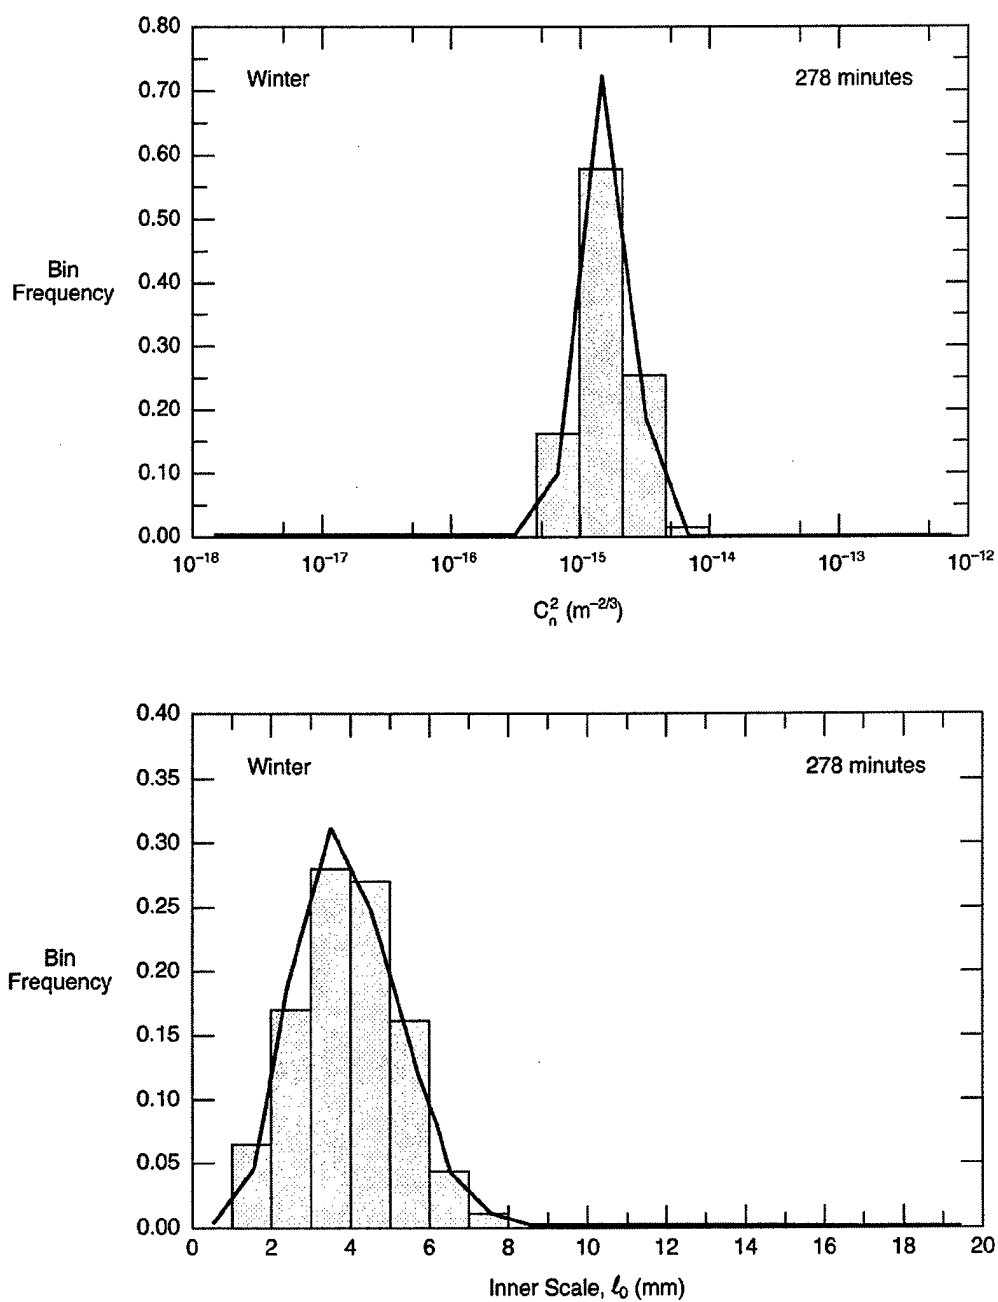 0.80
Winter 278 minutes
0.70
0.60
0.50
Bin
Frequency
0.40
0.30
0.20
0.10
0.00
10⁻¹⁸ 10⁻¹⁷ 10⁻¹⁶ 10⁻¹⁵ 10⁻¹⁴ 10⁻¹³ 10⁻¹²
C²ₙ (m⁻²/³)
0.40
Winter 278 minutes
0.35
0.30
0.25
Bin
Frequency
0.20
0.15
0.10
0.05
0.00
0 2 4 6 8 10 12 14 16 18 20
Inner Scale, ℓ₀ (mm)